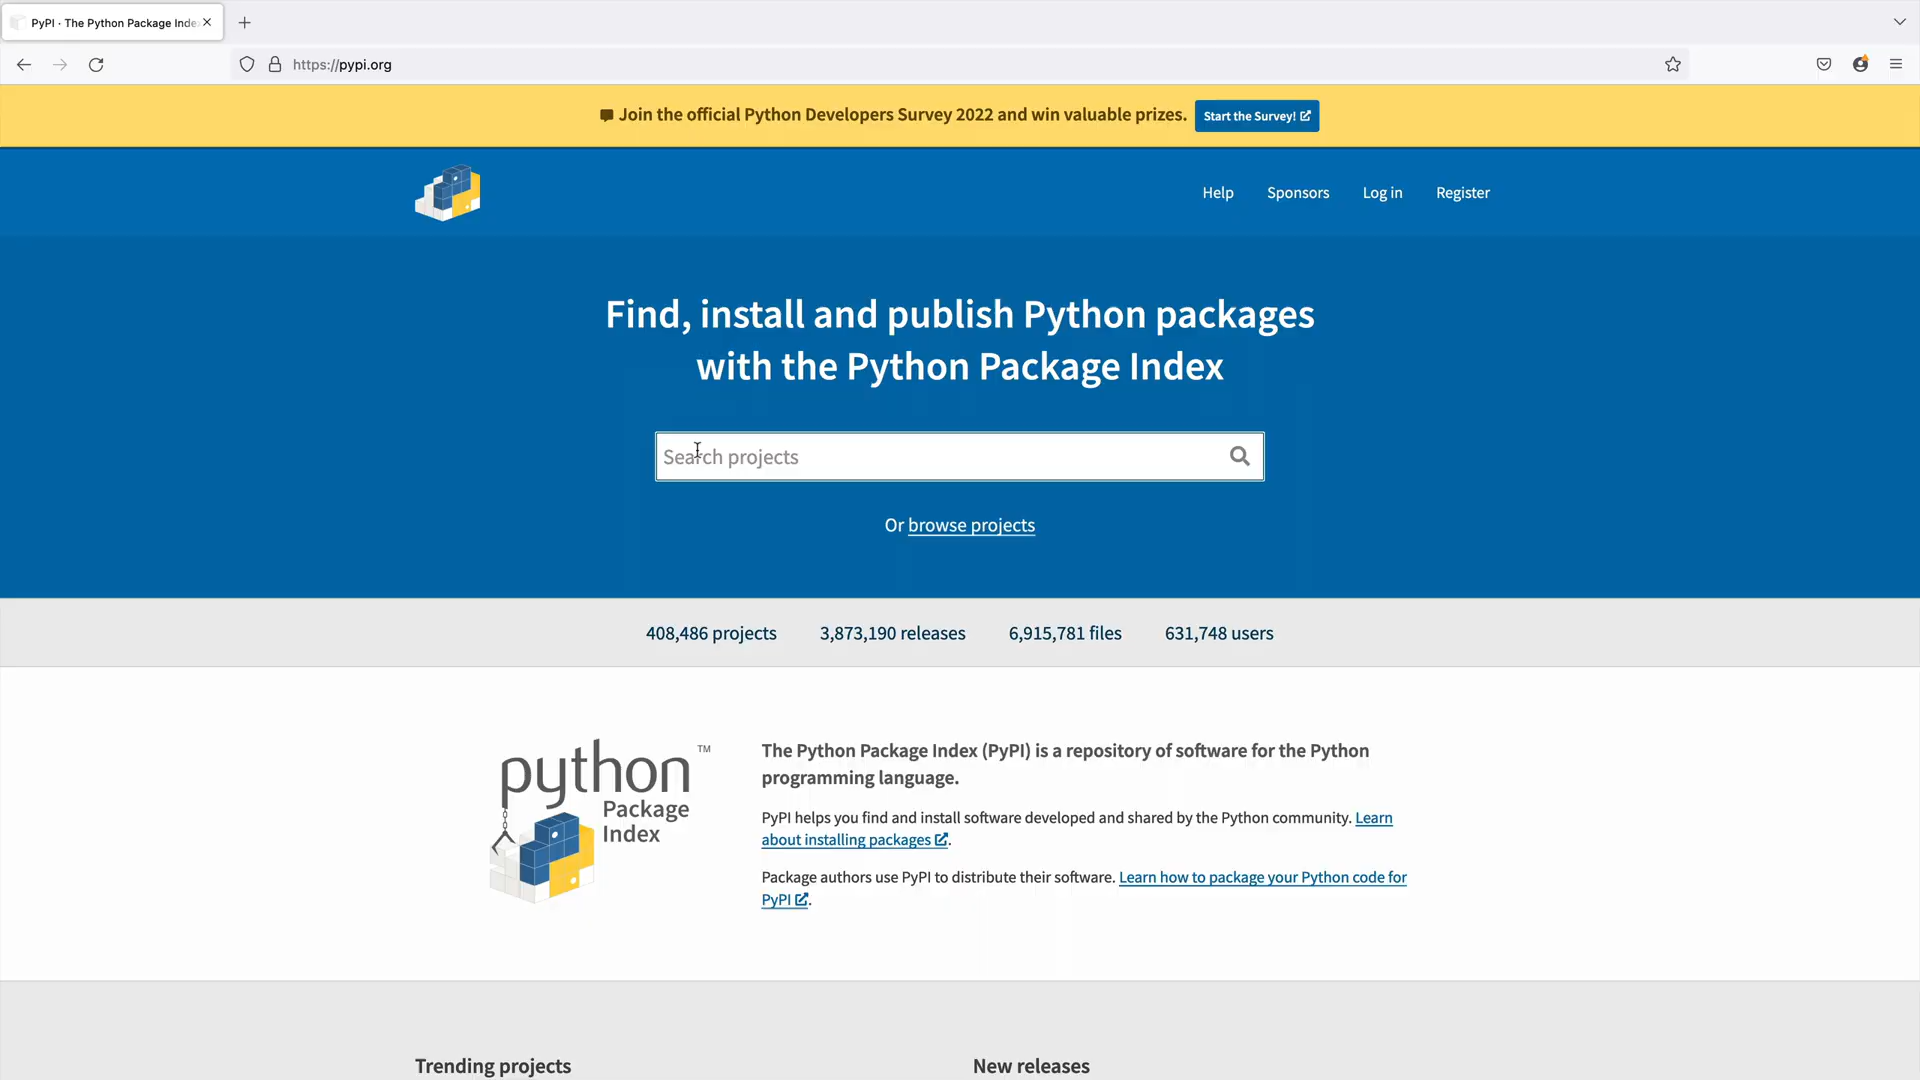 PyPI · The Python Package Inde
https://pypi.org
Join the official Python Developers Survey 2022 and win valuable prizes. Start the Survey!
Help Sponsors Log in Register
Find, install and publish Python packages
with the Python Package Index
Search projects
Or browse projects
408,486 projects 3,873,190 releases 6,915,781 files 631,748 users
python TM
Package
Index
The Python Package Index (PyPI) is a repository of software for the Python
programming language.
PyPI helps you find and install software developed and shared by the Python community. Learn
about installing packages.
Package authors use PyPI to distribute their software. Learn how to package your Python code for
PyPI.
Trending projects New releases